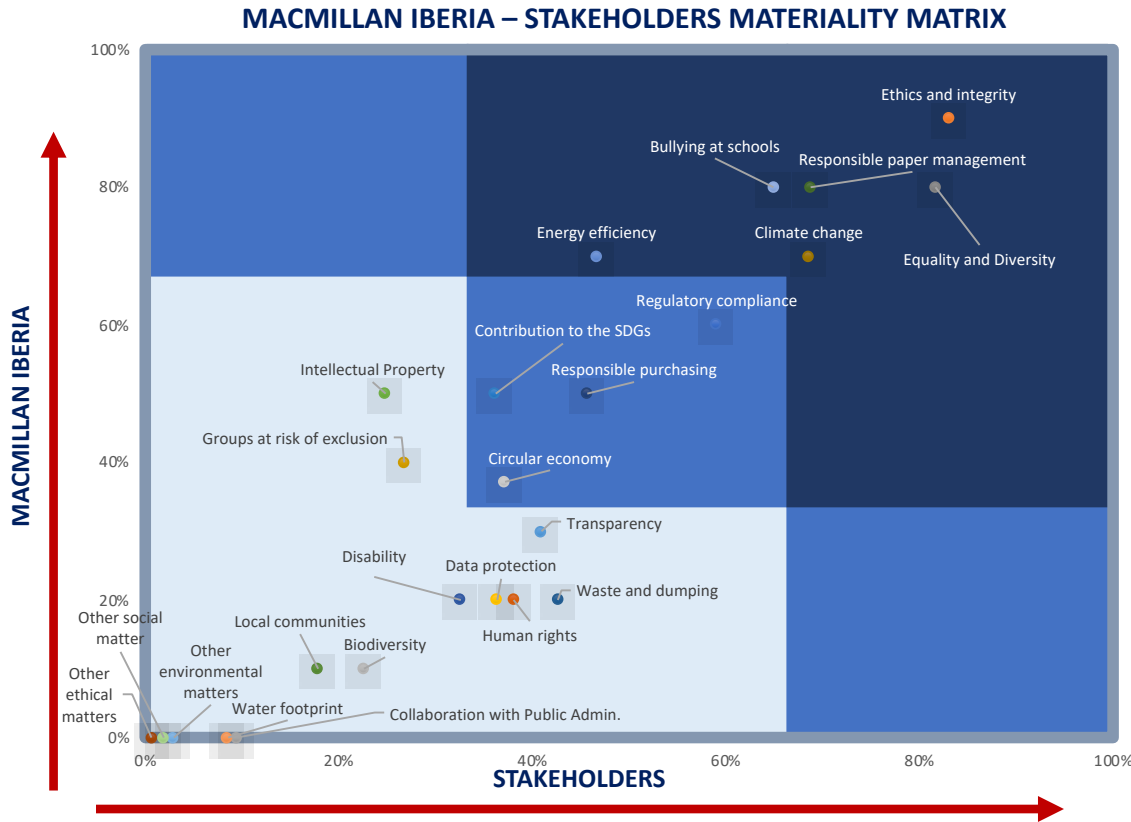 MACMILLAN IBERIA – STAKEHOLDERS MATERIALITY MATRIX
100%
Ethics and integrity
Bullying at schools
Responsible paper management
80%
Energy efficiency
Climate change
Equality and Diversity
MACMILLAN IBERIA
Regulatory compliance
60%
Contribution to the SDGs
Intellectual Property
Responsible purchasing
Groups at risk of exclusion
40%
Circular economy
Transparency
Disability
Data protection
Waste and dumping
20%
Other social
matter
Local communities
Human rights
Biodiversity
Other
environmental
matters
Other
ethical
matters
Water footprint
Collaboration with Public Admin.
0%
0%
20%
40%
60%
80%
100%
STAKEHOLDERS